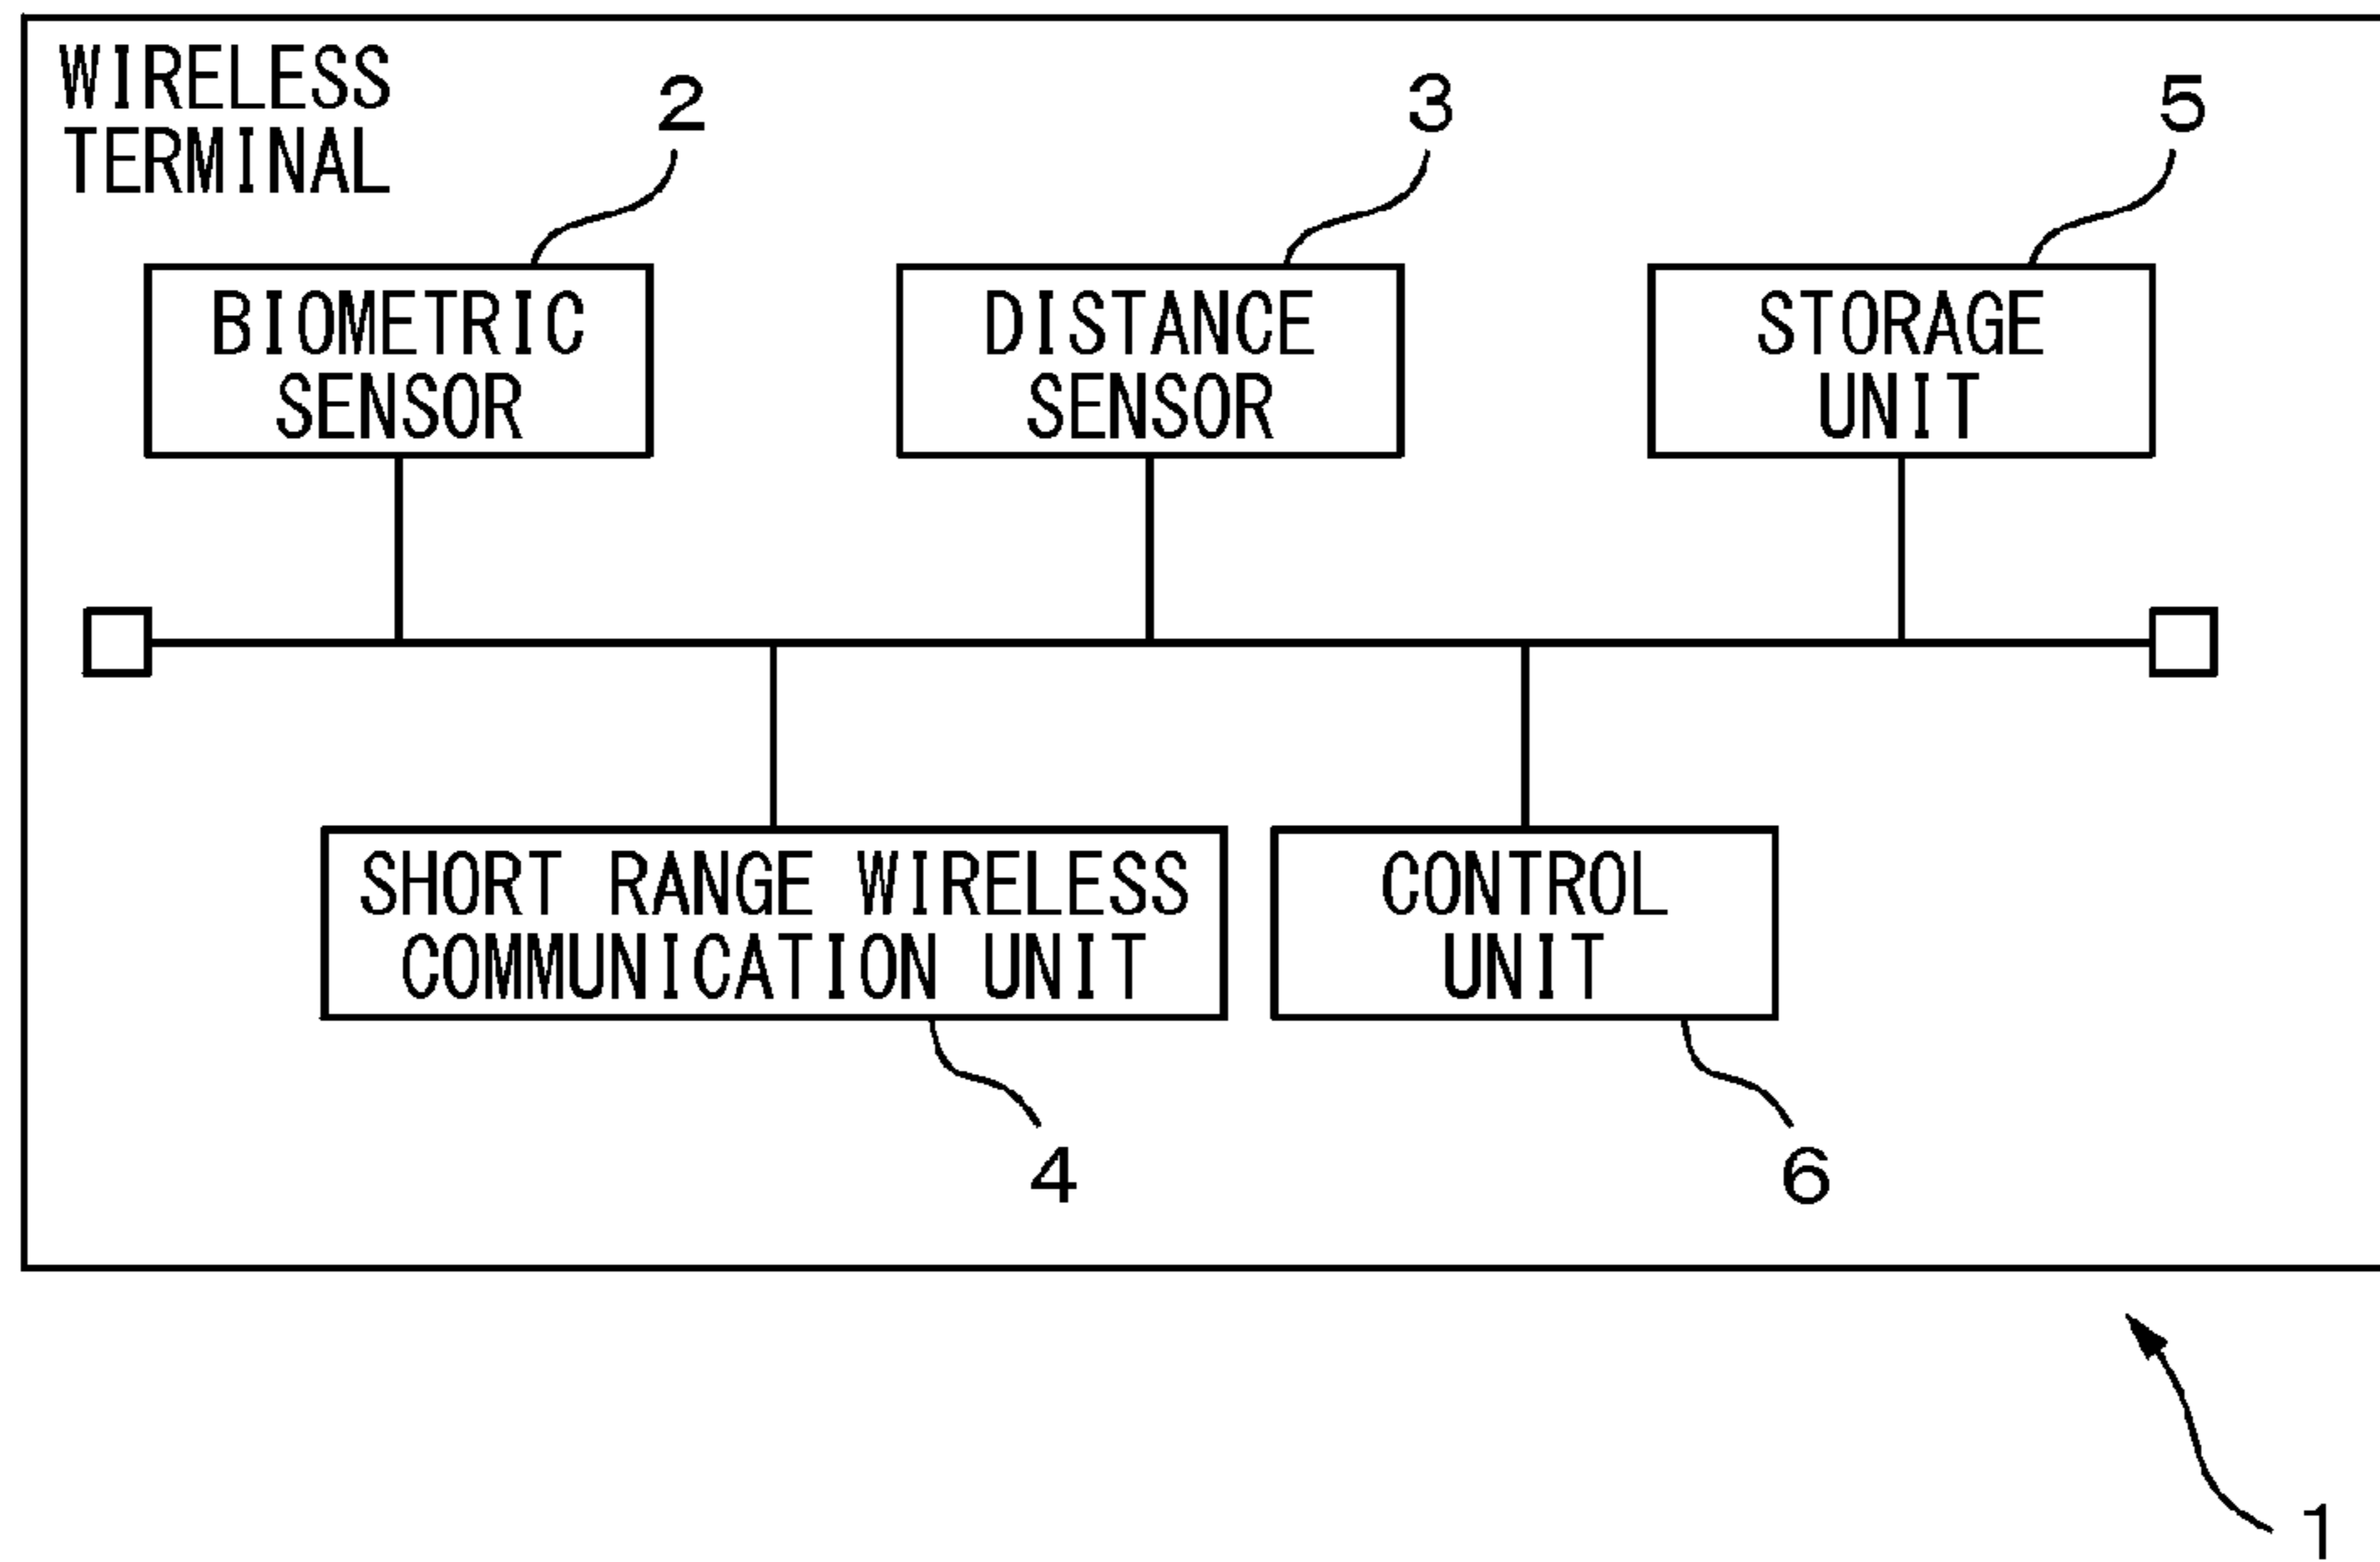 WIRELESS
TERMINAL
2
3
5
BIOMETRIC
SENSOR
DISTANCE
SENSOR
STORAGE
UNIT
SHORT RANGE WIRELESS
COMMUNICATION UNIT
CONTROL
UNIT
4
6
1